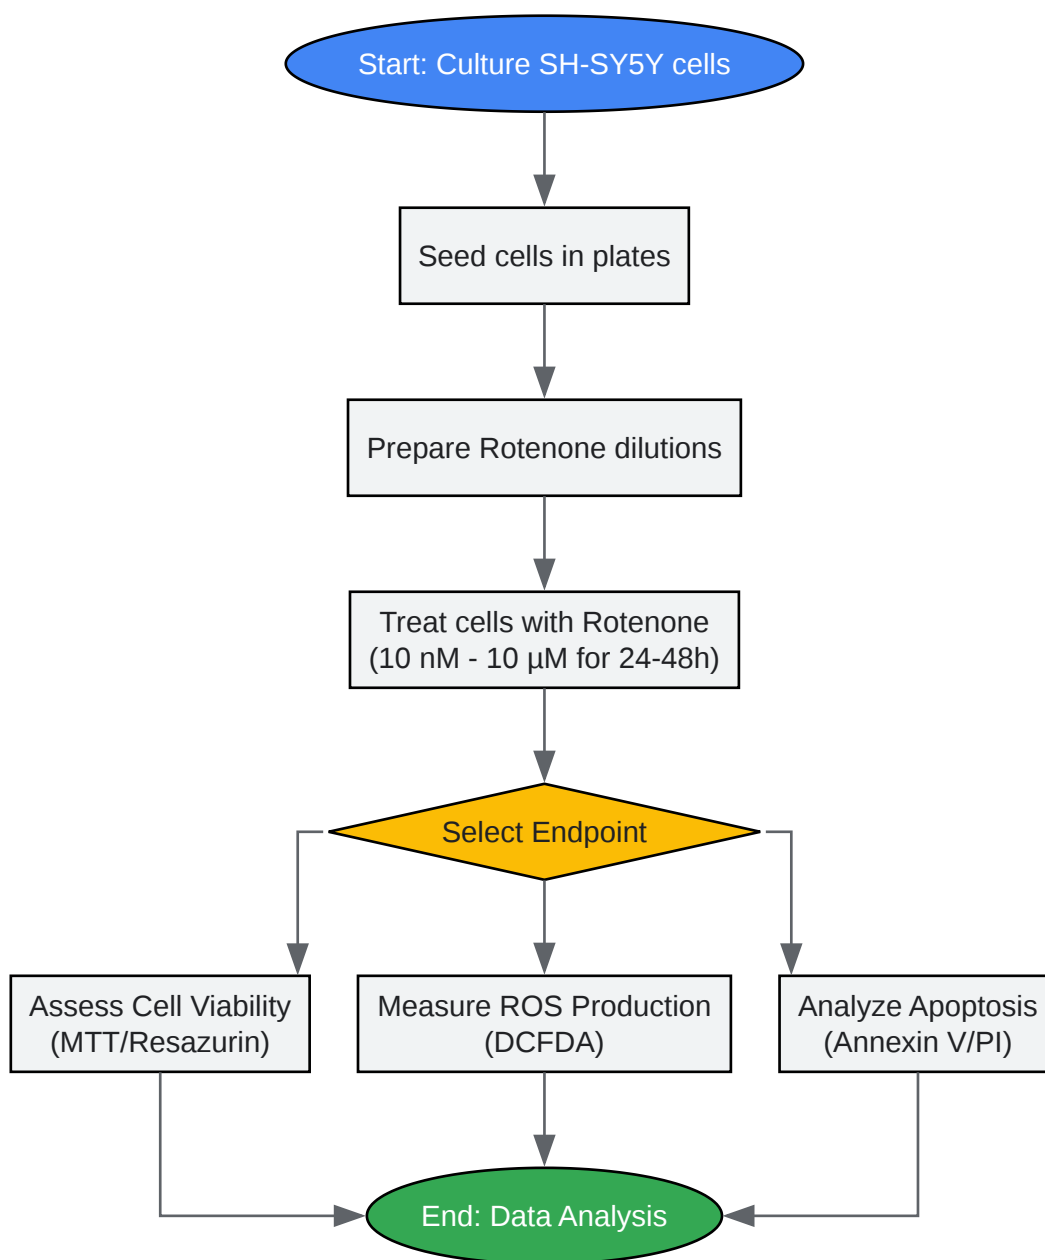 Start: Culture SH-SY5Y cells
Seed cells in plates
Prepare Rotenone dilutions
Treat cells with Rotenone
(10 nM - 10 µM for 24-48h)
Select Endpoint
Assess Cell Viability
(MTT/Resazurin)
Measure ROS Production
(DCFDA)
Analyze Apoptosis
(Annexin V/PI)
End: Data Analysis